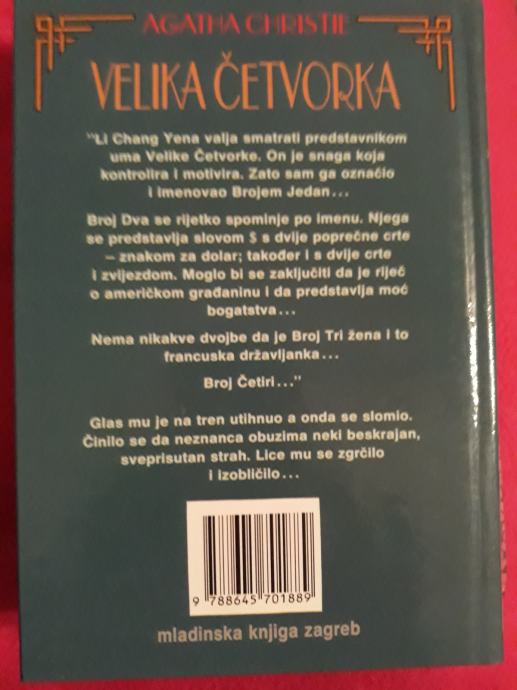 AGATHA CHRISTIE
VELIKA ČETVORKA
"Li Chang Yena valja smatrati predstavnikom
uma Velike Četvorke. On je snaga koja
kontrolira i motivira. Zato sam ga označio
i imenovao Brojem Jedan...
Broj Dva se rijetko spominje po imenu. Njega
se predstavlja slovom S s dvije poprečne crte
– znakom za dolar; također i s dvije crte
i zvijezdom. Moglo bi se zaključiti da je riječ
o američkom građaninu i da predstavlja moć
bogatstva...
Nema nikakve dvojbe da je Broj Tri žena i to
francuska državljanka...
Broj Četiri..."
Glas mu je na tren utihnuo a onda se slomio.
Činilo se da neznanca obuzima neki beskrajan,
sveprisutan strah. Lice mu se zgrčilo
i izobličilo...
9 788645 701889
mladinska knjiga zagreb